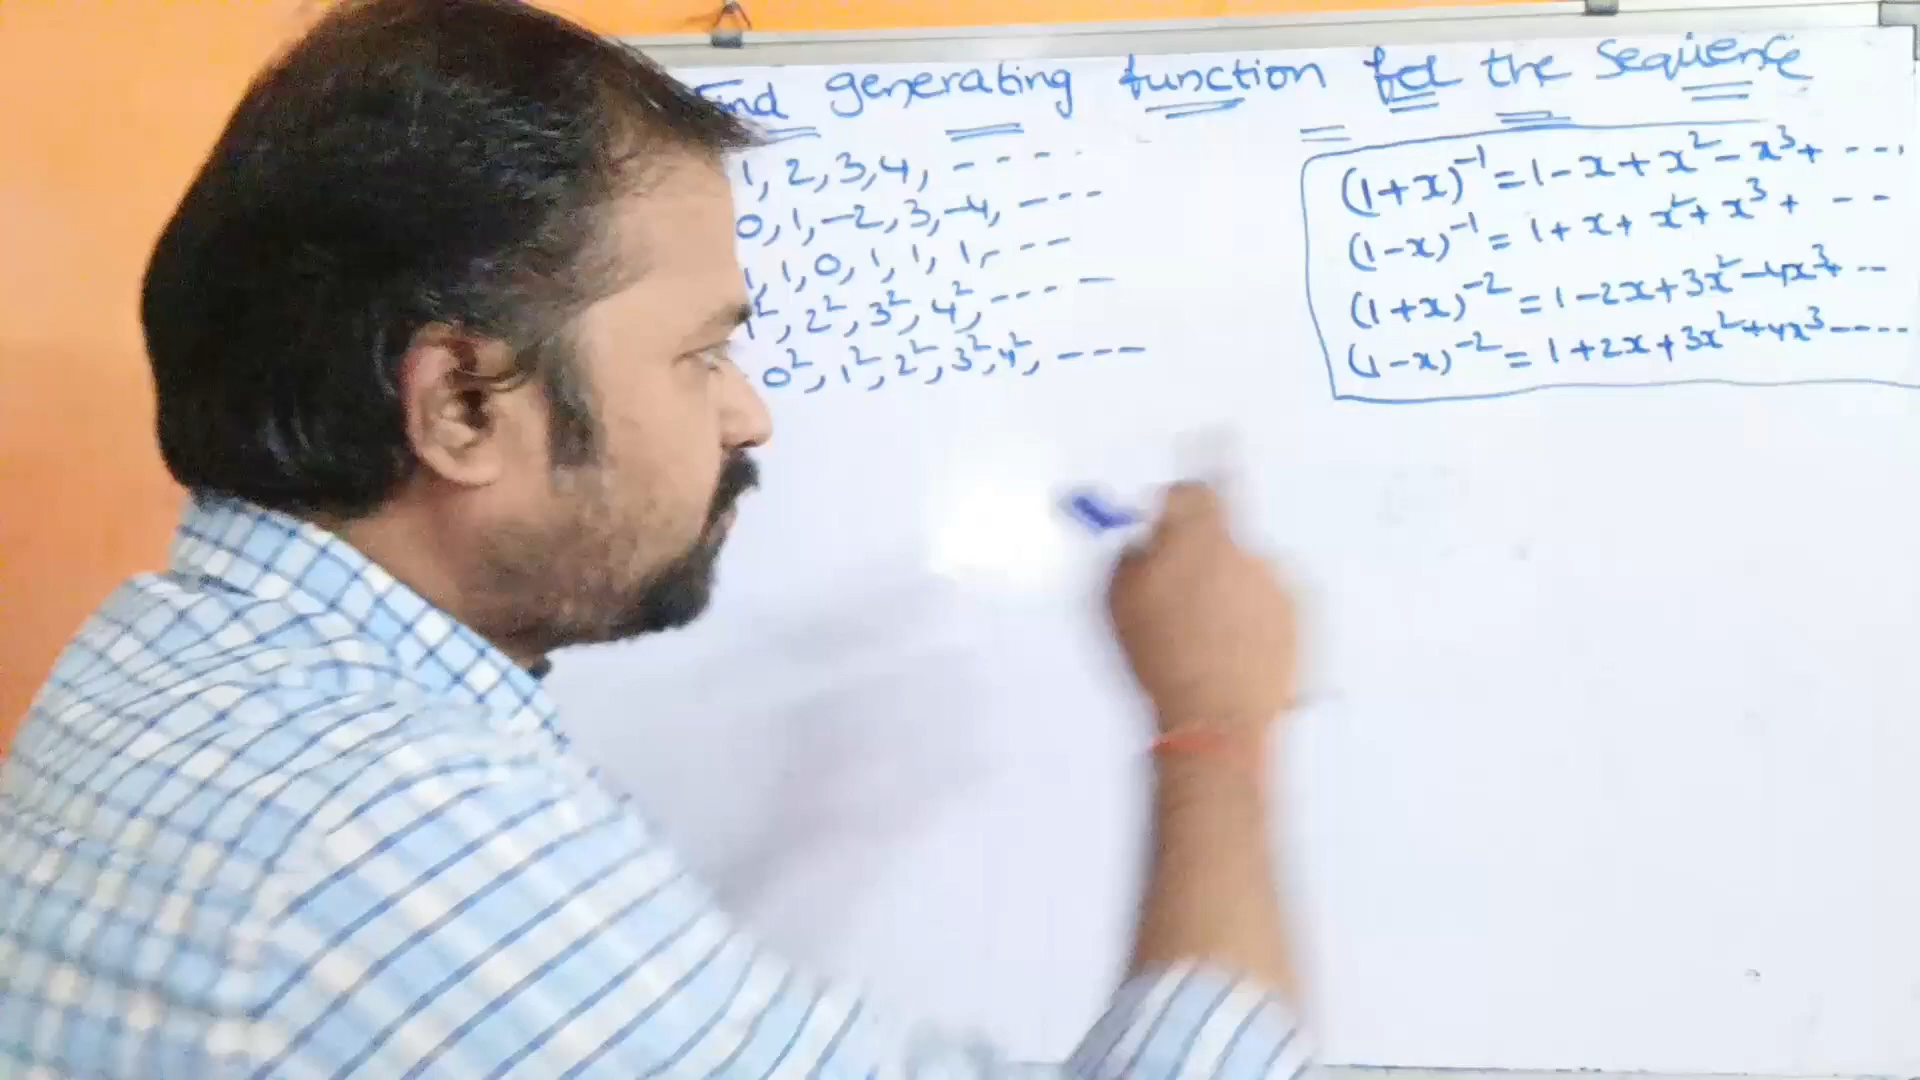 Find generating function for the sequence
1, 2, 3, 4, ----
0, 1, -2, 3, -4, ----
1, 1, 0, 1, 1, 1, ---
1², 2², 3², 4², -----
0², 1², 2², 3², 4², ---
(1+x)⁻¹ = 1 - x + x² - x³ + ---.
(1-x)⁻¹ = 1 + x + x² + x³ + ---
(1+x)⁻² = 1 - 2x + 3x² - 4x³ + --
(1-x)⁻² = 1 + 2x + 3x² + 4x³ ----